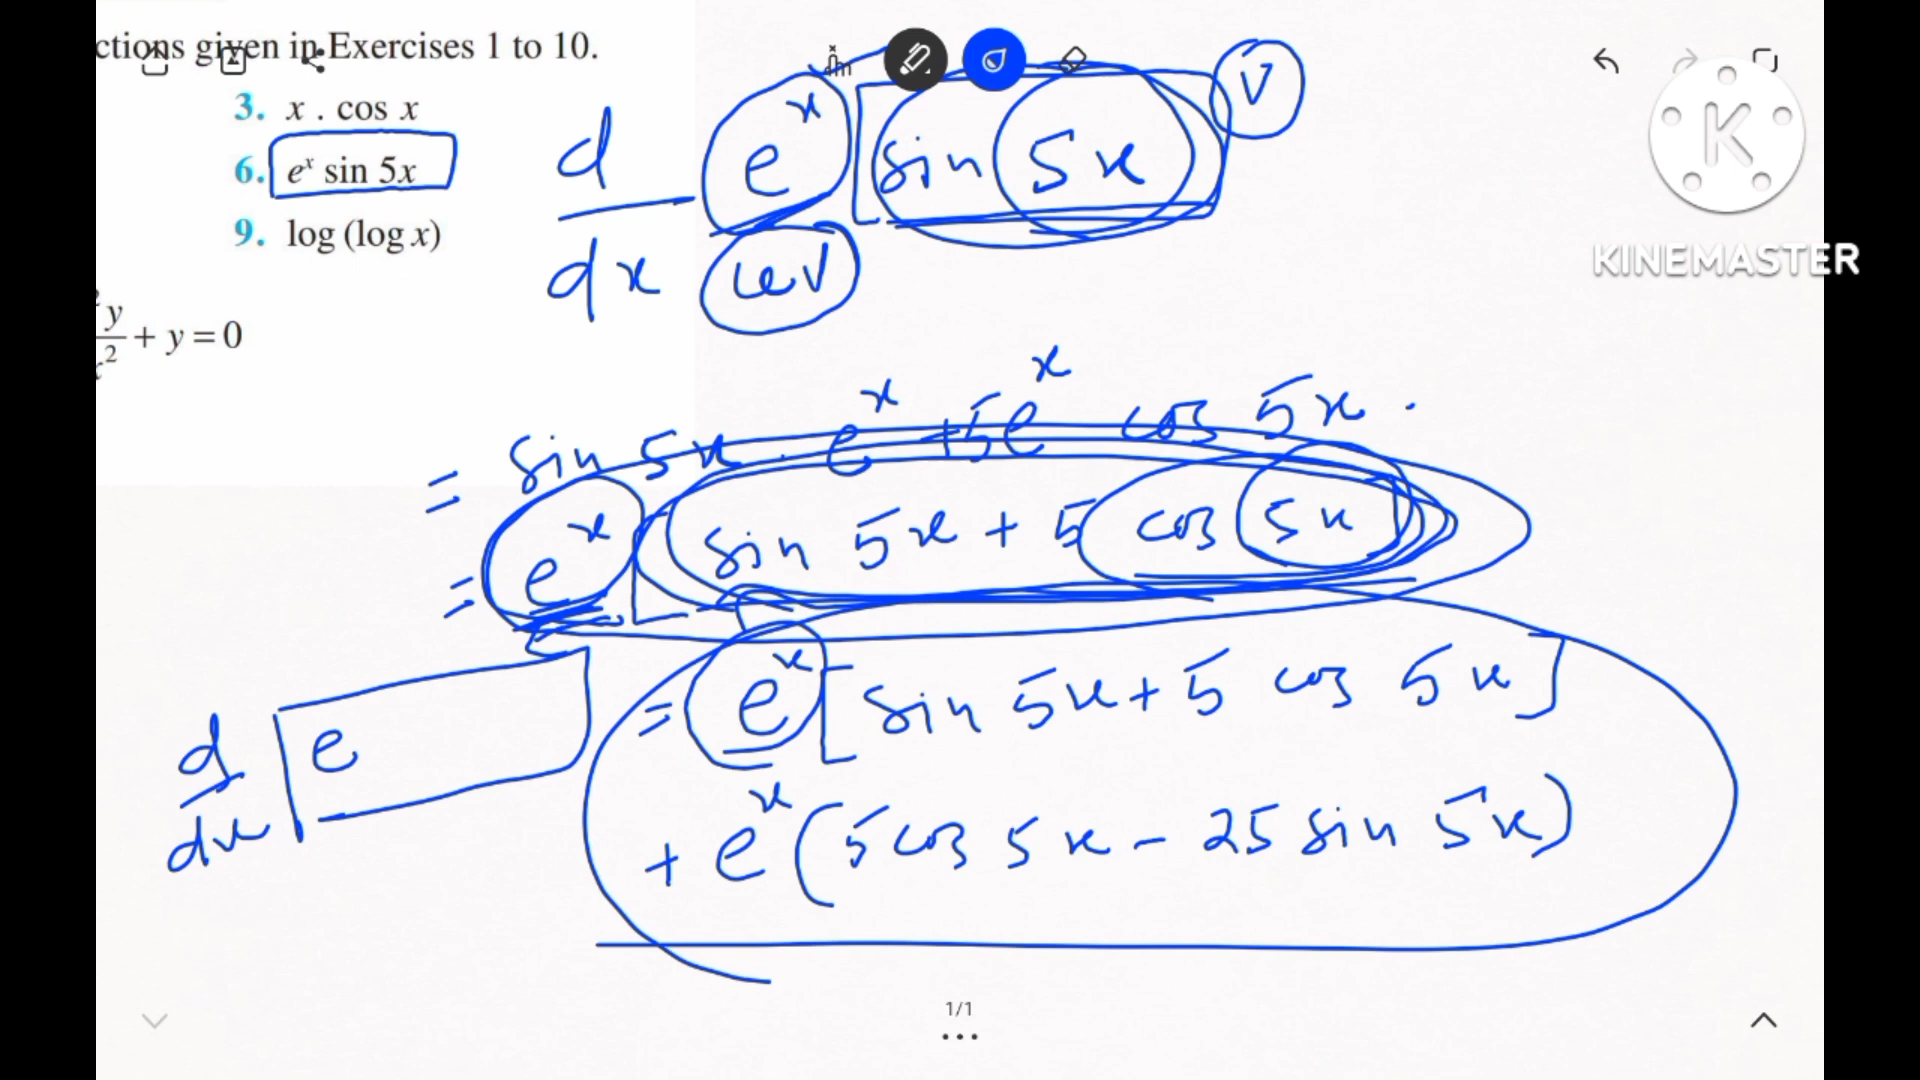 ctions given in Exercises 1 to 10.
3. x . cos x
6. eˣ sin 5x
9. log (log x)
y
x² + y = 0
d/dx eˣ sin 5x
V
uV
= sin 5x . eˣ + 5eˣ cos 5x .
= eˣ [ sin 5x + 5 cos 5x ]
d/dx e
= eˣ [ sin 5x + 5 cos 5x ]
+ eˣ ( 5 cos 5x - 25 sin 5x )
K
KINEMASTER
1/1